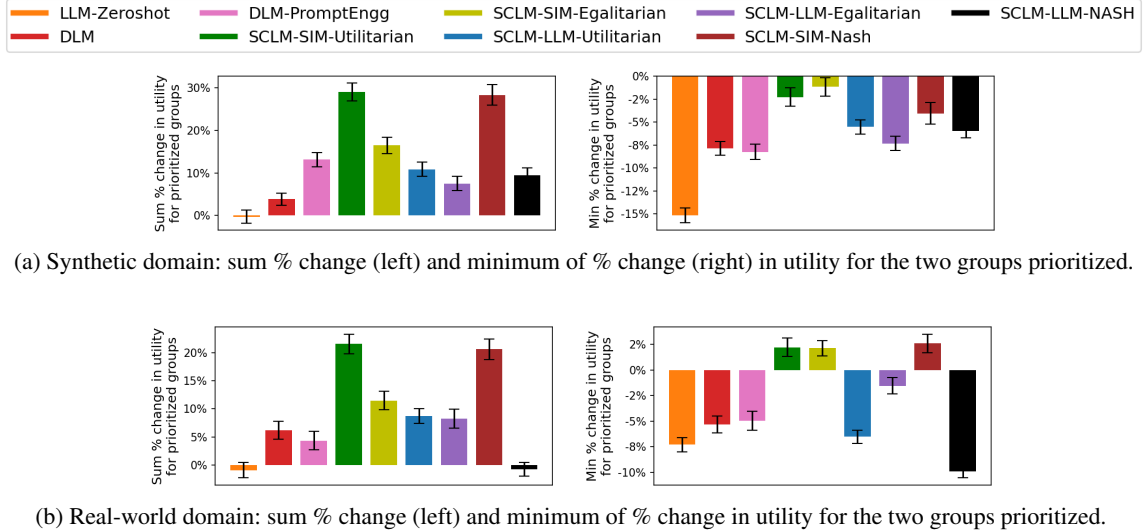 LLM-Zeroshot
DLM
DLM-PromptEngg
SCLM-SIM-Utilitarian
SCLM-SIM-Egalitarian
SCLM-LLM-Utilitarian
SCLM-LLM-Egalitarian
SCLM-SIM-Nash
SCLM-LLM-NASH
Sum % change in utility
for prioritized groups
30%
20%
10%
0%
Min % change in utility
for prioritized groups
0%
-2%
-5%
-8%
-10%
-12%
-15%
(a) Synthetic domain: sum % change (left) and minimum of % change (right) in utility for the two groups prioritized.
Sum % change in utility
for prioritized groups
20%
15%
10%
5%
0%
Min % change in utility
for prioritized groups
2%
0%
-2%
-5%
-8%
-10%
(b) Real-world domain: sum % change (left) and minimum of % change in utility for the two groups prioritized.